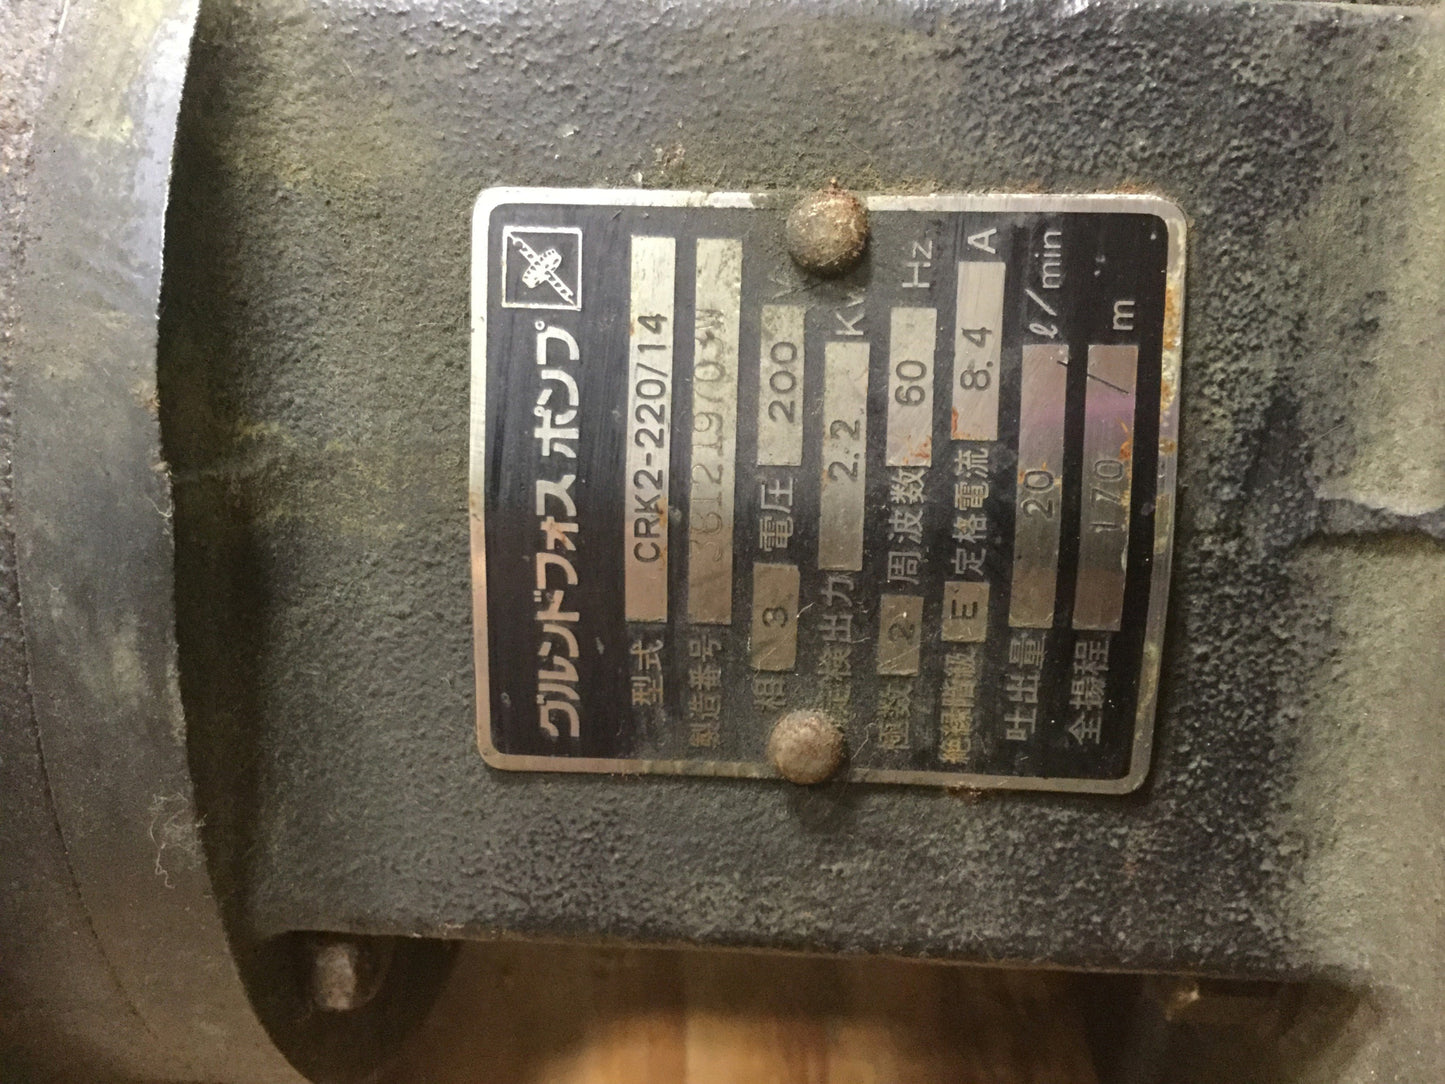 グルンドフォス ポンプ
型式 CRK2-220/14
製造番号
相 3 電圧 200 V
出力 2.2 Kw
極数 2 周波数 60 Hz
絶縁階級 E 定格電流 8.4 A
吐出量 20 ℓ/min
全揚程 170 m